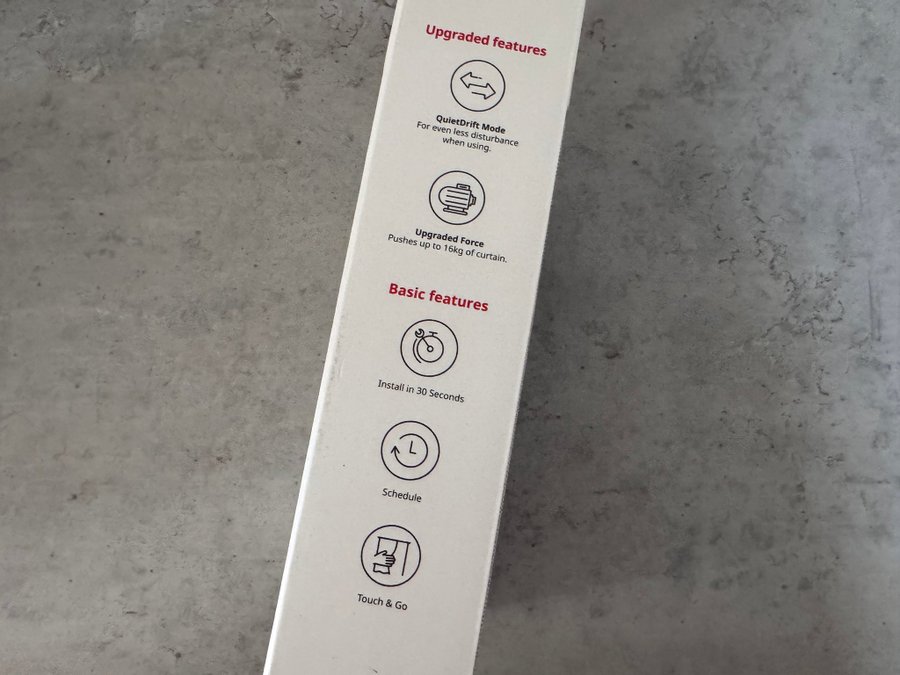 Upgraded features
QuietDrift Mode
For even less disturbance
when using.
Upgraded Force
Pushes up to 16kg of curtain.
Basic features
Install in 30 Seconds
Schedule
Touch & Go